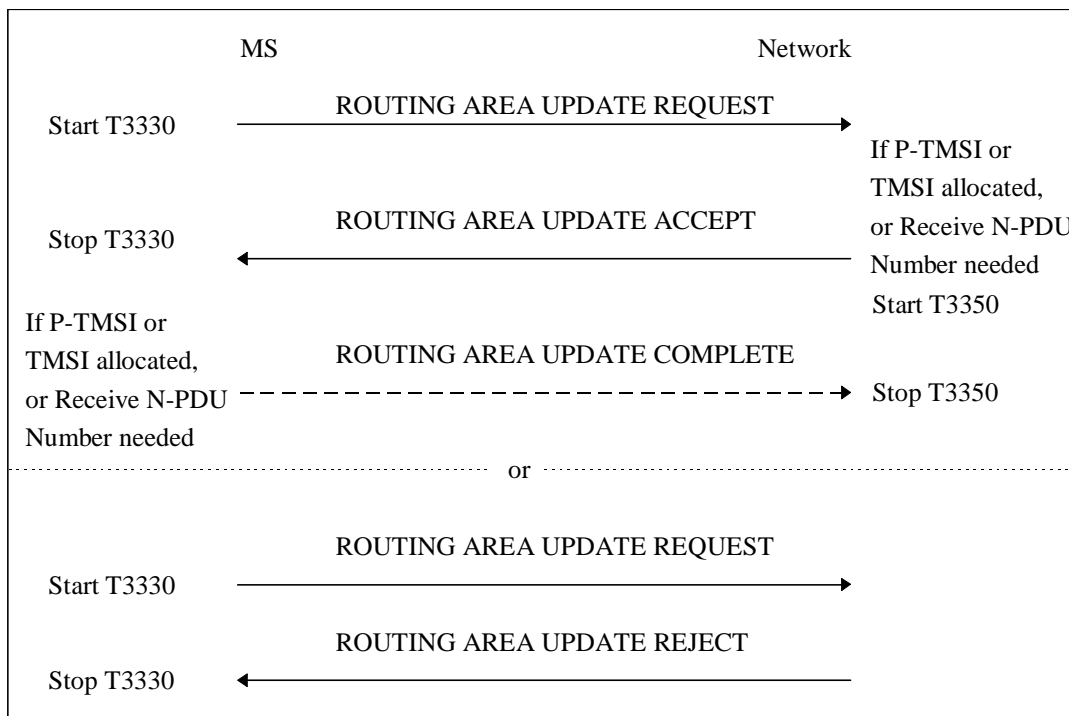 MS
Network
ROUTING AREA UPDATE REQUEST
Start T3330
If P-TMSI or
TMSI allocated,
or Receive N-PDU
Number needed
Start T3350
ROUTING AREA UPDATE ACCEPT
Stop T3330
If P-TMSI or
TMSI allocated,
or Receive N-PDU
Number needed
ROUTING AREA UPDATE COMPLETE
Stop T3350
or
ROUTING AREA UPDATE REQUEST
Start T3330
ROUTING AREA UPDATE REJECT
Stop T3330